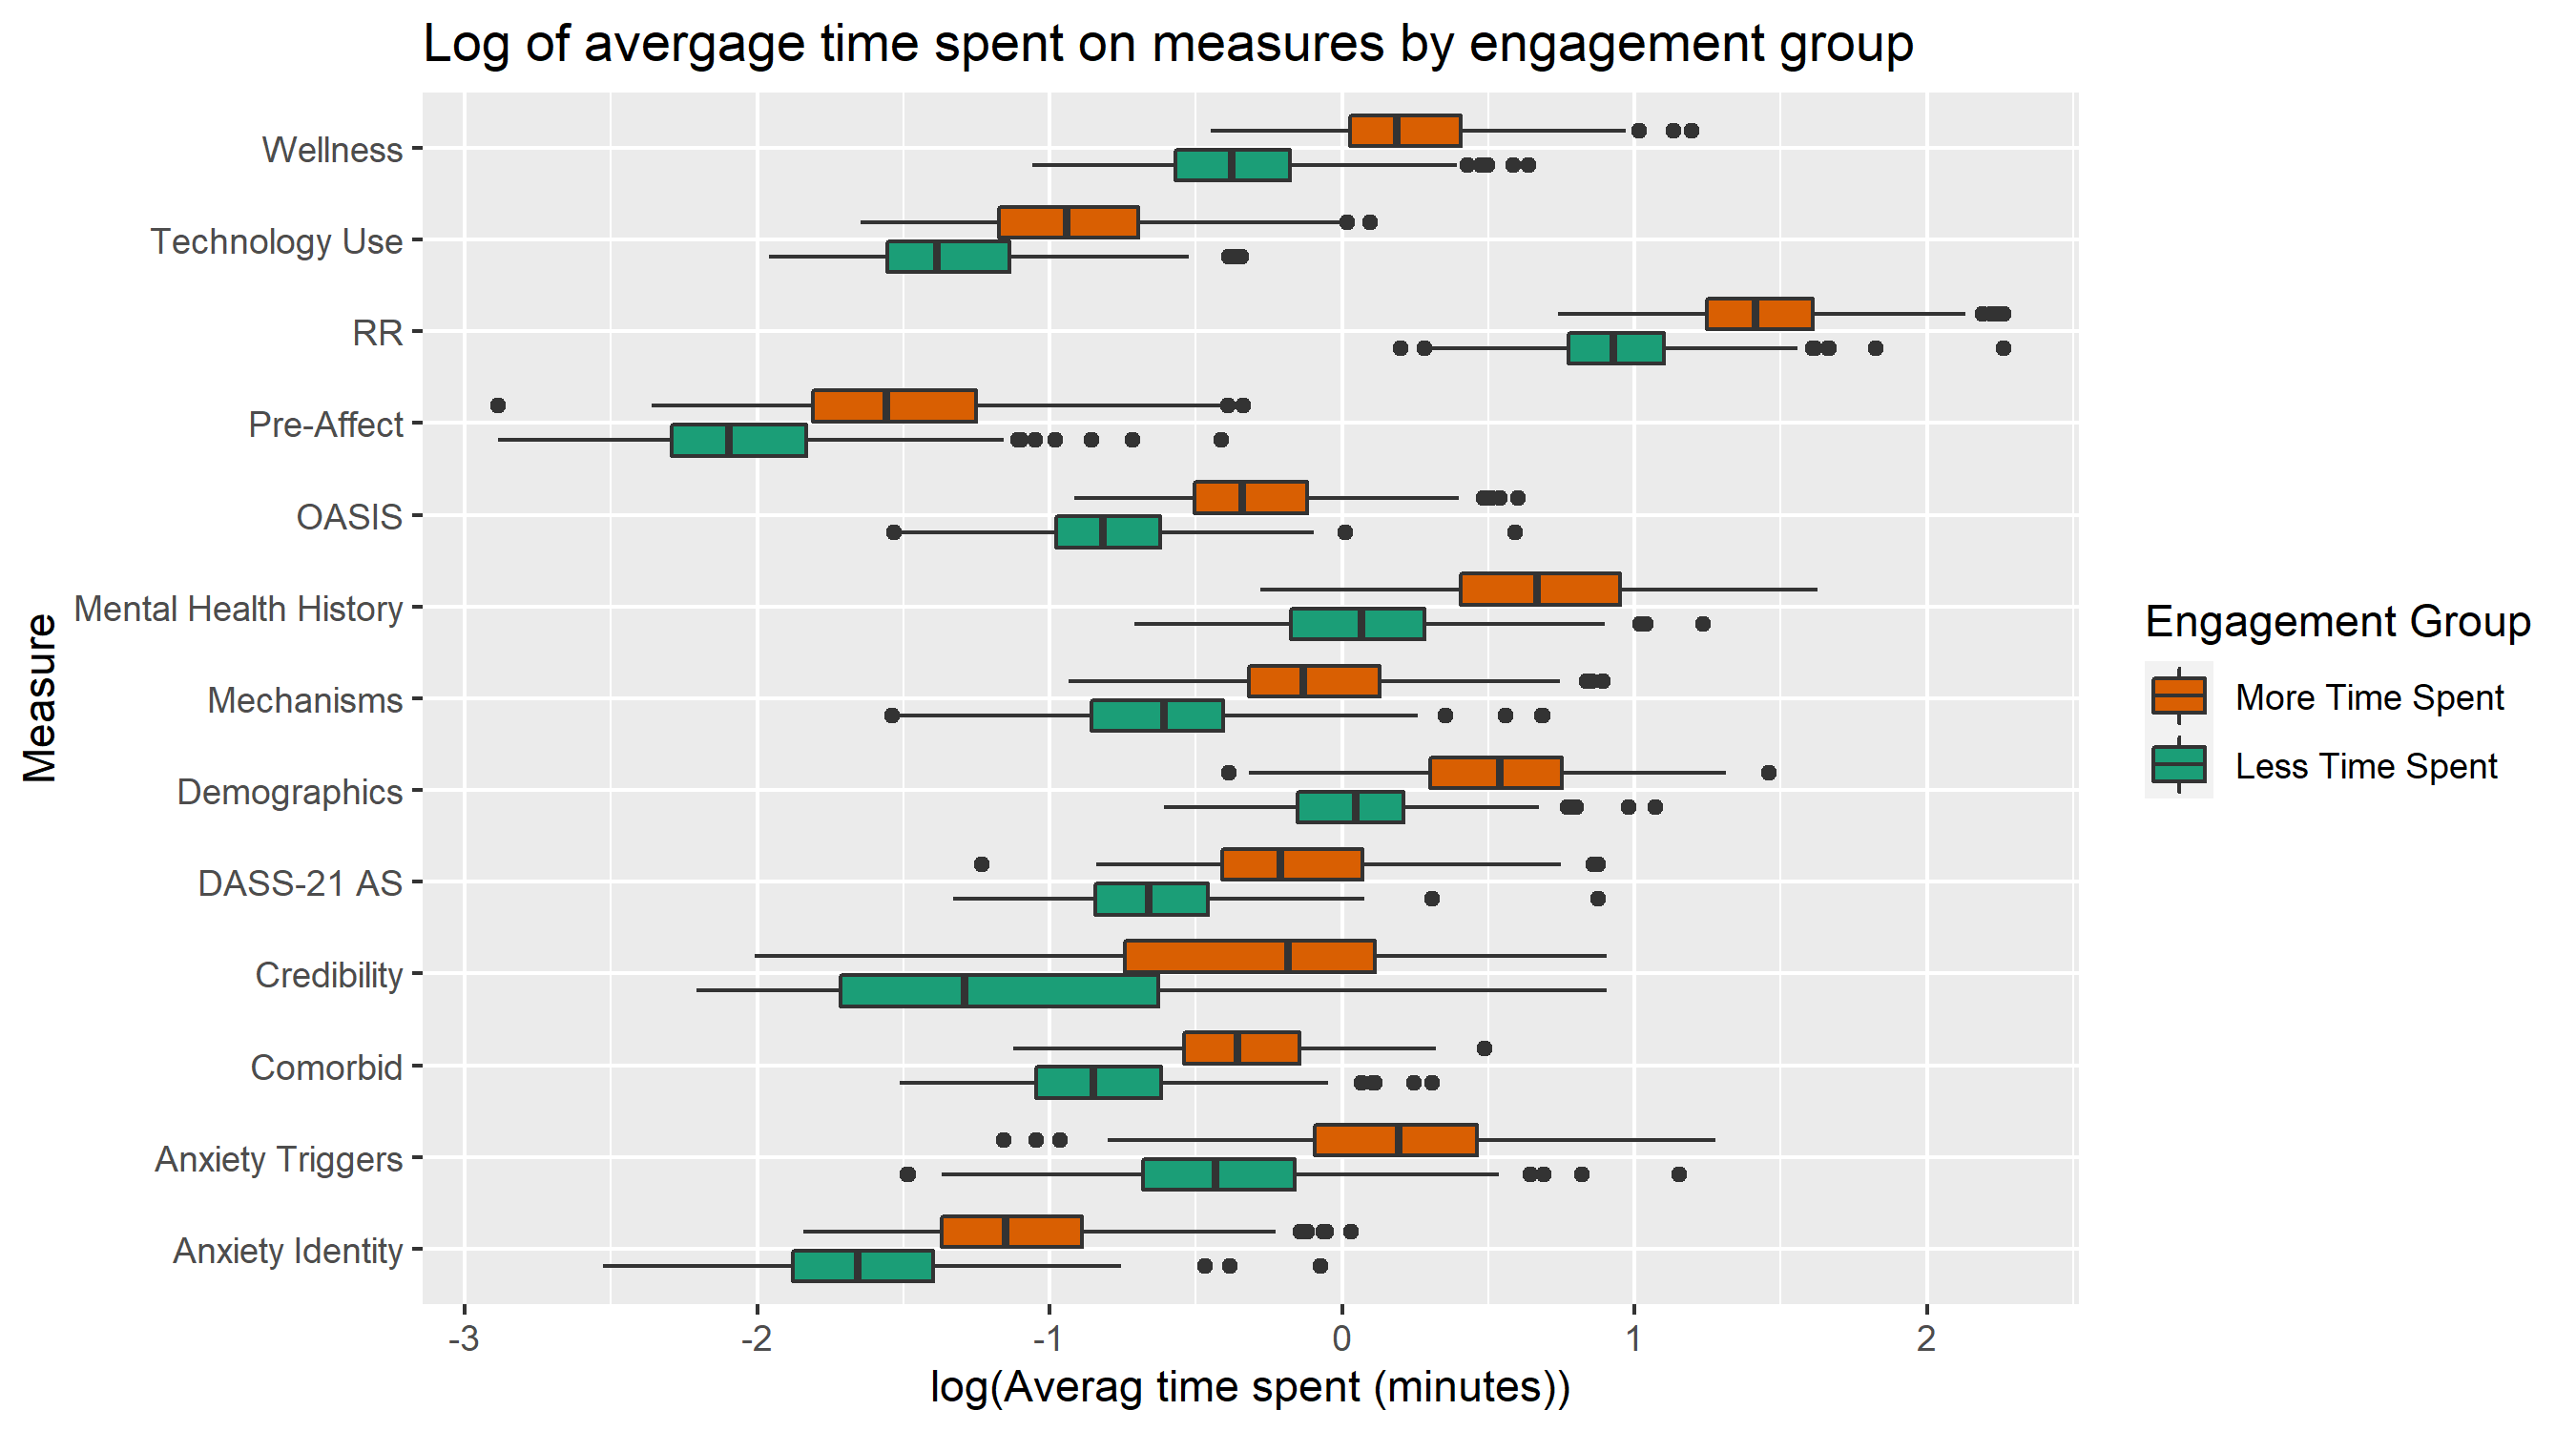 Log of avergage time spent on measures by engagement group
Measure
Wellness
Technology Use
RR
Pre-Affect
OASIS
Mental Health History
Mechanisms
Demographics
DASS-21 AS
Credibility
Comorbid
Anxiety Triggers
Anxiety Identity
-3 -2 -1 0 1 2
log(Averag time spent (minutes))
Engagement Group
More Time Spent
Less Time Spent